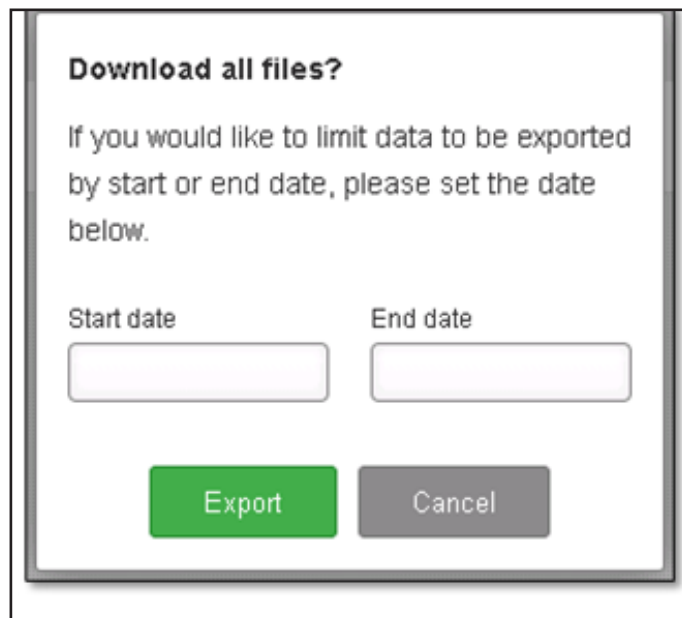 Download all files?
If you would like to limit data to be exported
by start or end date, please set the date
below.
Start date End date
Export Cancel